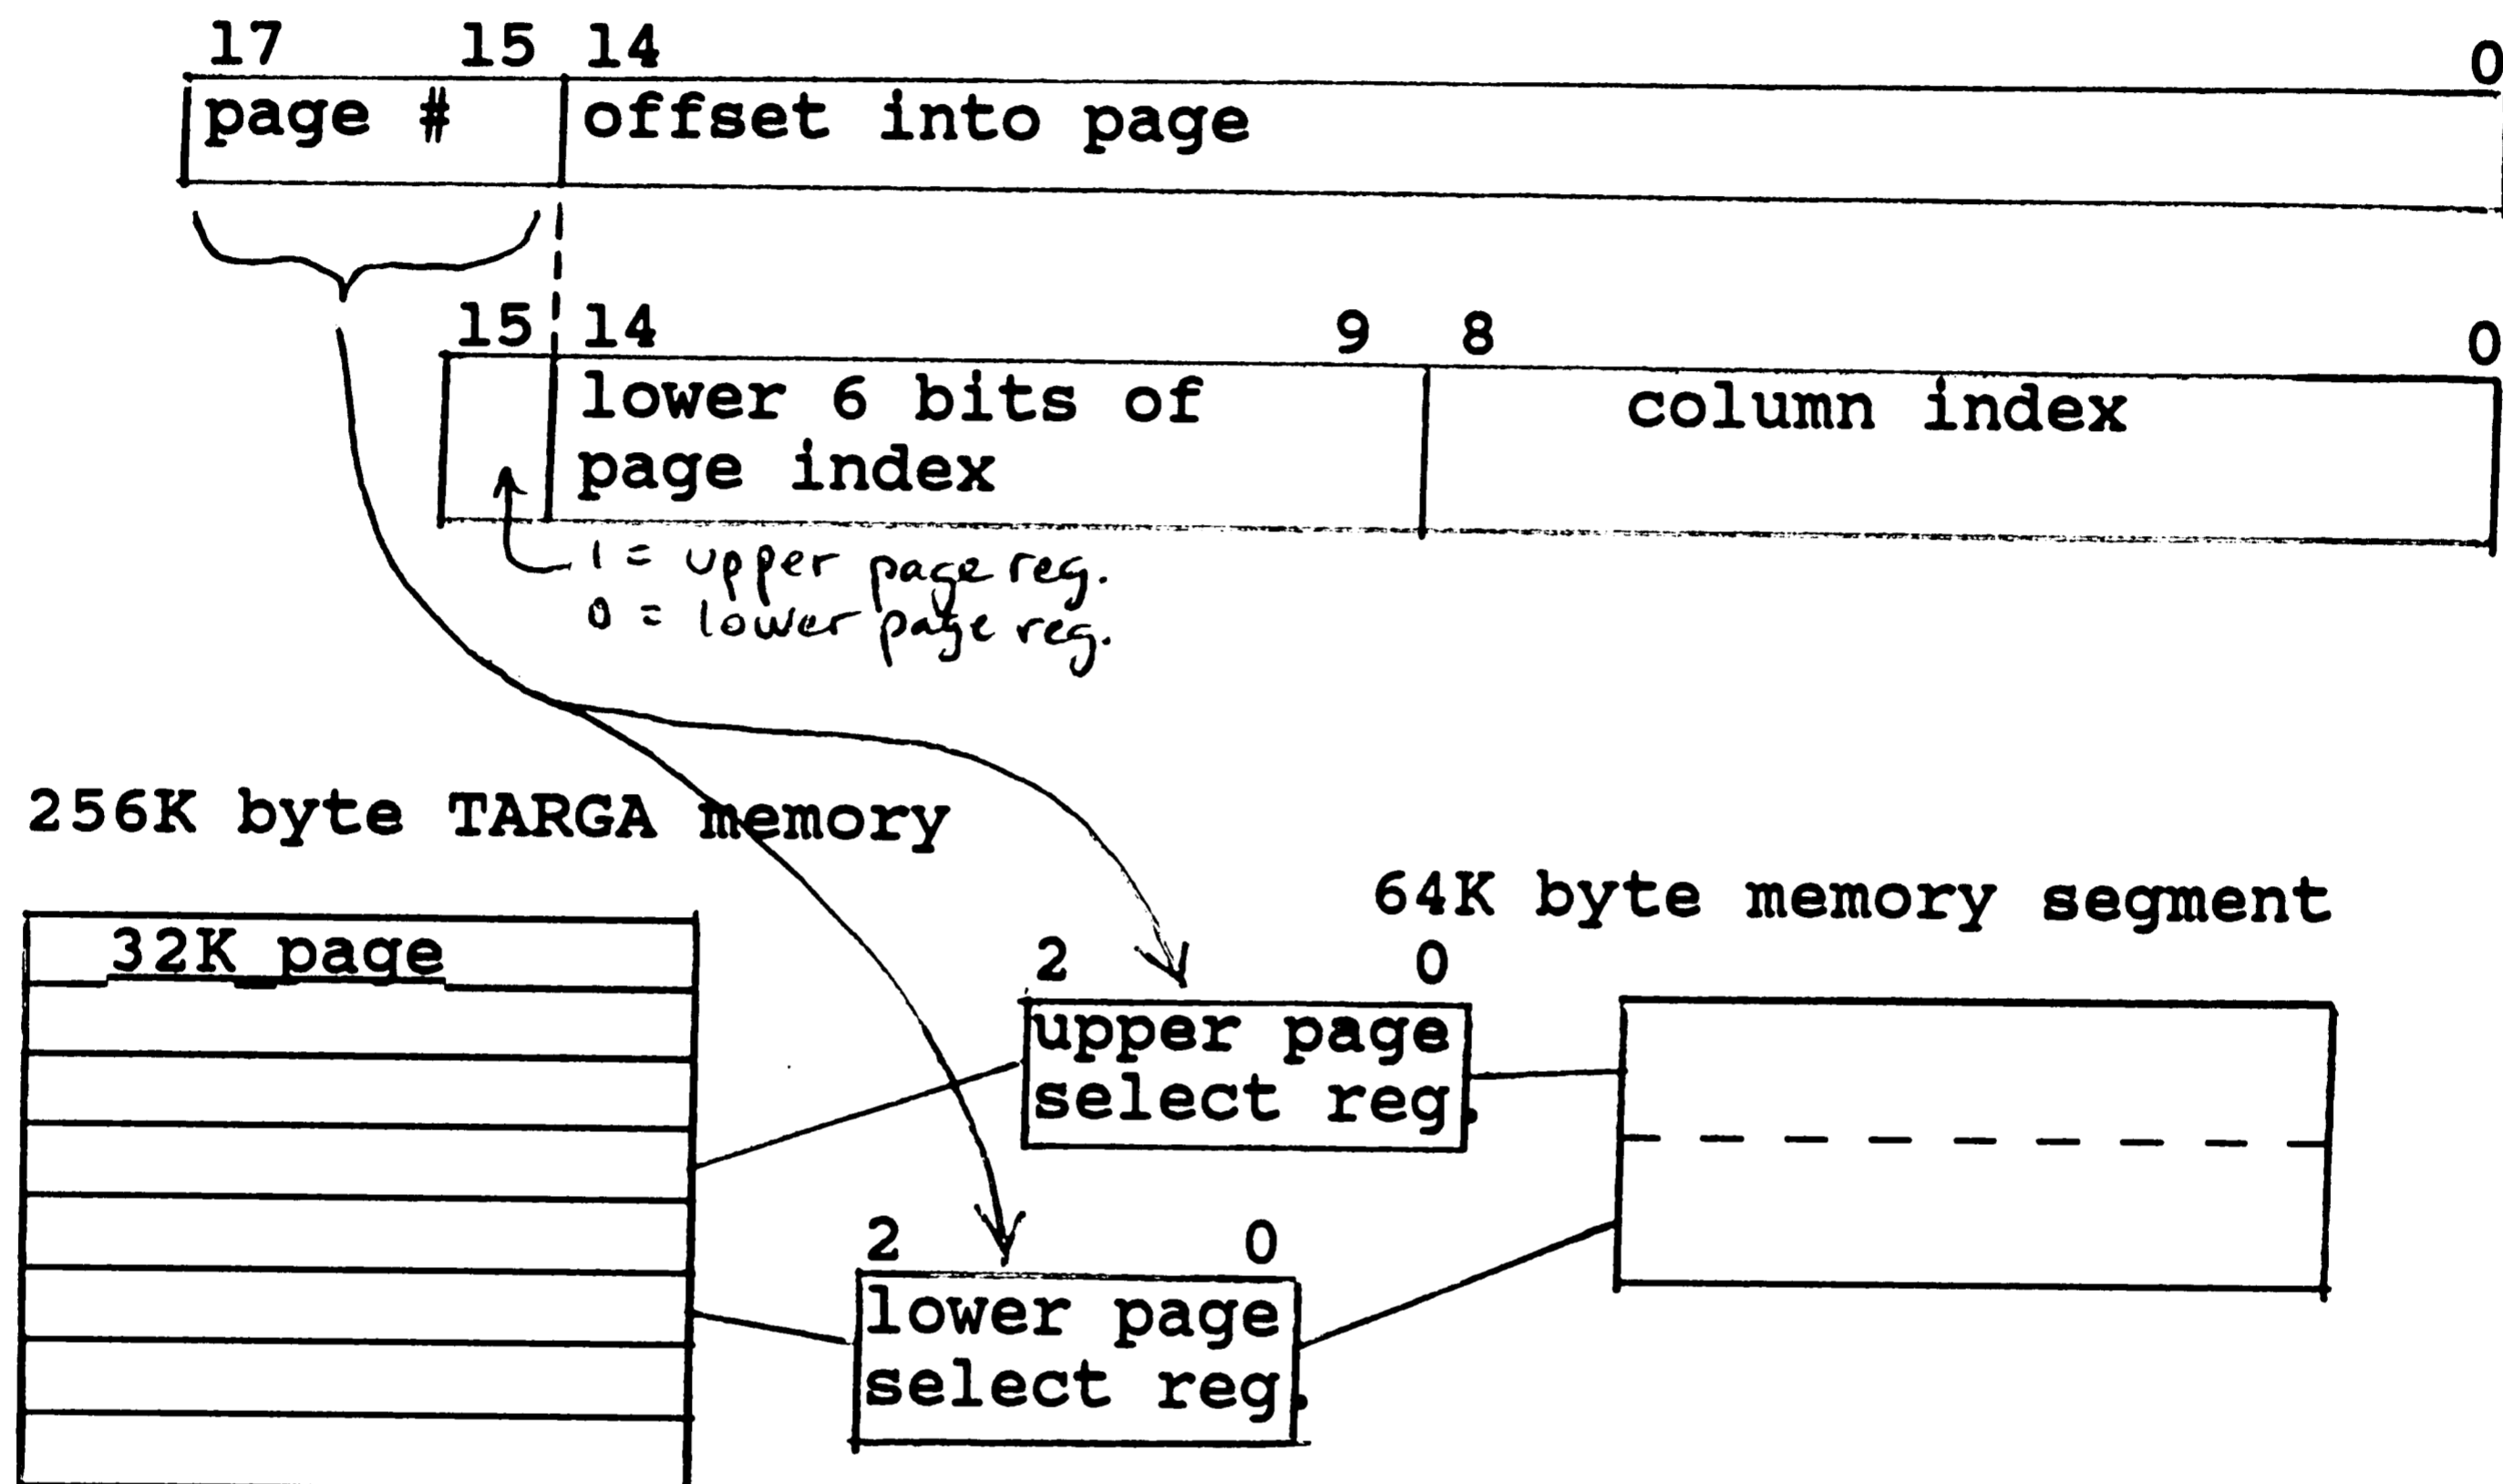 17 15 14 0
page # offset into page
15 14 9 8 0
lower 6 bits of column index
page index
1 = upper page reg.
0 = lower page reg.
256K byte TARGA memory
64K byte memory segment
32K page
2 0
upper page
select reg.
2 0
lower page
select reg.